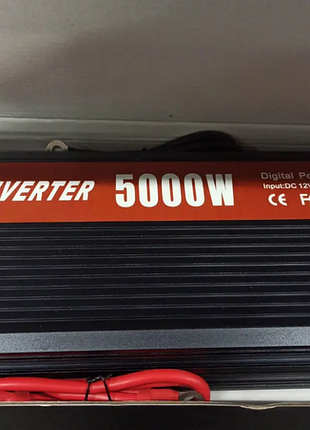 VERTER 5000W
Digital Po
Input:DC 12V
CE F